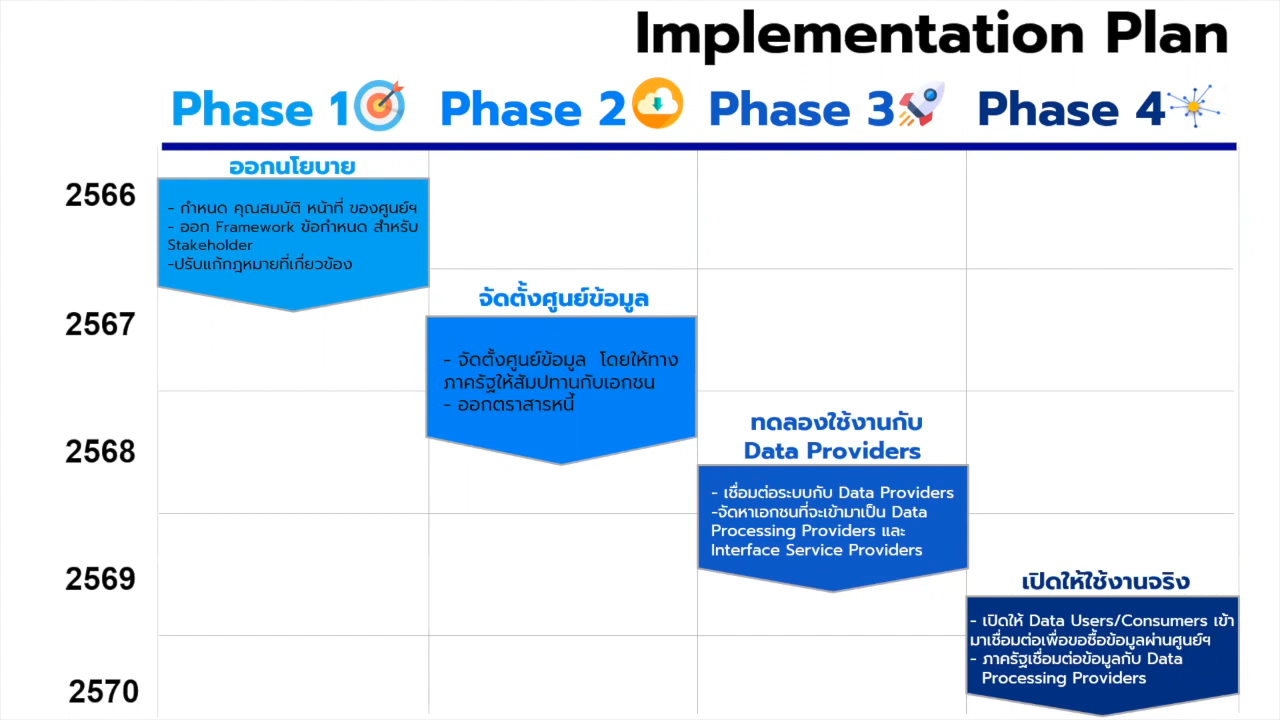 Implementation Plan
Phase 1
Phase 2
Phase 3
Phase 4
2566
ออกนโยบาย
- กำหนด คุณสมบัติ หน้าที่ ของศูนย์ฯ
- ออก Framework ข้อกำหนด สำหรับ
Stakeholder
-ปรับแก้กฎหมายที่เกี่ยวข้อง
2567
จัดตั้งศูนย์ข้อมูล
- จัดตั้งศูนย์ข้อมูล โดยให้ทาง
ภาครัฐให้สัมปทานกับเอกชน
- ออกตราสารหนี้
2568
ทดลองใช้งานกับ
Data Providers
- เชื่อมต่อระบบกับ Data Providers
-จัดหาเอกชนที่จะเข้ามาเป็น Data
Processing Providers และ
Interface Service Providers
2569
เปิดให้ใช้งานจริง
- เปิดให้ Data Users/Consumers เข้า
มาเชื่อมต่อเพื่อขอซื้อข้อมูลผ่านศูนย์ฯ
- ภาครัฐเชื่อมต่อข้อมูลกับ Data
Processing Providers
2570